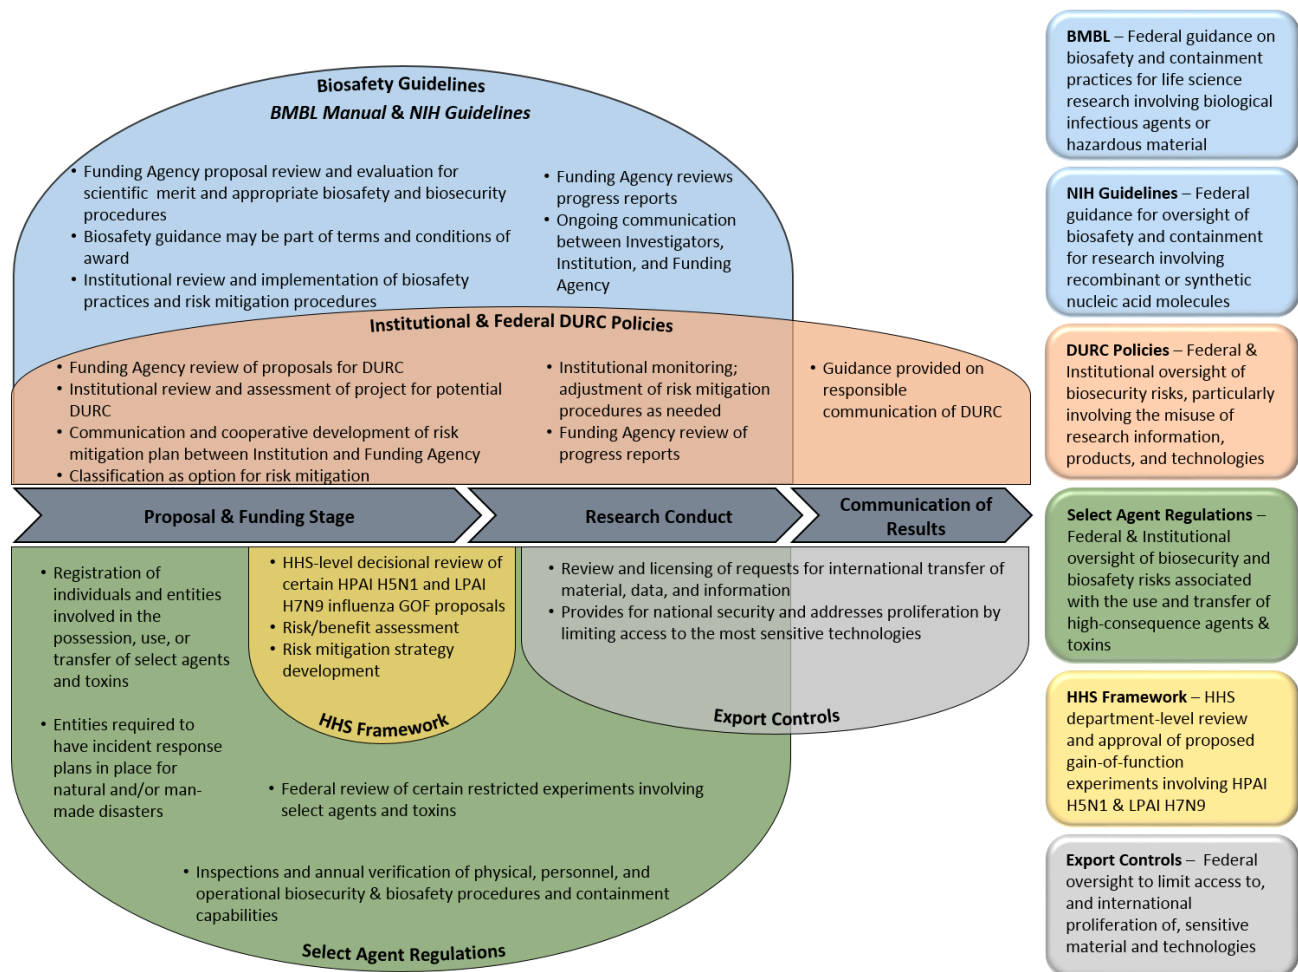 Biosafety Guidelines
BMBL Manual & NIH Guidelines
• Funding Agency proposal review and evaluation for
scientific merit and appropriate biosafety and biosecurity
procedures
• Biosafety guidance may be part of terms and conditions of
award
• Institutional review and implementation of biosafety
practices and risk mitigation procedures
• Funding Agency reviews
progress reports
• Ongoing communication
between Investigators,
Institution, and Funding
Agency
Institutional & Federal DURC Policies
• Funding Agency review of proposals for DURC
• Institutional review and assessment of project for potential
DURC
• Communication and cooperative development of risk
mitigation plan between Institution and Funding Agency
• Classification as option for risk mitigation
• Institutional monitoring;
adjustment of risk mitigation
procedures as needed
• Funding Agency review of
progress reports
• Guidance provided on
responsible
communication of DURC
Proposal & Funding Stage
Research Conduct
Communication of
Results
• Registration of
individuals and entities
involved in the
possession, use, or
transfer of select agents
and toxins
• Entities required to
have incident response
plans in place for
natural and/or man-
made disasters
• HHS-level decisional review of
certain HPAI H5N1 and LPAI
H7N9 influenza GOF proposals
• Risk/benefit assessment
• Risk mitigation strategy
development
HHS Framework
• Review and licensing of requests for international transfer of
material, data, and information
• Provides for national security and addresses proliferation by
limiting access to the most sensitive technologies
Export Controls
• Federal review of certain restricted experiments involving
select agents and toxins
• Inspections and annual verification of physical, personnel, and
operational biosecurity & biosafety procedures and containment
capabilities
Select Agent Regulations
BMBL – Federal guidance on
biosafety and containment
practices for life science
research involving biological
infectious agents or
hazardous material
NIH Guidelines – Federal
guidance for oversight of
biosafety and containment
for research involving
recombinant or synthetic
nucleic acid molecules
DURC Policies – Federal &
Institutional oversight of
biosecurity risks, particularly
involving the misuse of
research information,
products, and technologies
Select Agent Regulations –
Federal & Institutional
oversight of biosecurity and
biosafety risks associated
with the use and transfer of
high-consequence agents &
toxins
HHS Framework – HHS
department-level review
and approval of proposed
gain-of-function
experiments involving HPAI
H5N1 & LPAI H7N9
Export Controls – Federal
oversight to limit access to,
and international
proliferation of, sensitive
material and technologies